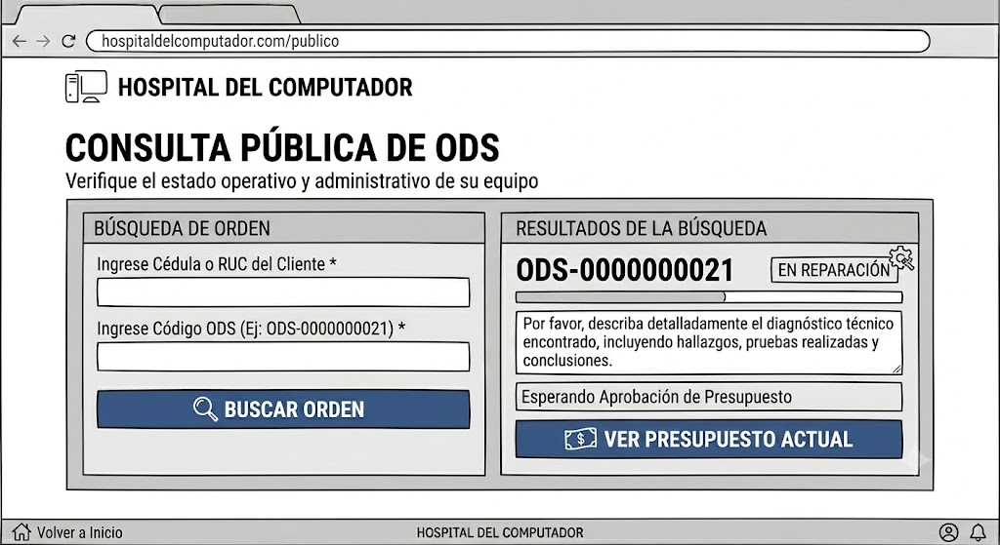 hospitaldelcomputador.com/publico
HOSPITAL DEL COMPUTADOR
CONSULTA PÚBLICA DE ODS
Verifique el estado operativo y administrativo de su equipo
BÚSQUEDA DE ORDEN
Ingrese Cédula o RUC del Cliente *
Ingrese Código ODS (Ej: ODS-0000000021) *
BUSCAR ORDEN
RESULTADOS DE LA BÚSQUEDA
ODS-0000000021
EN REPARACIÓN
Por favor, describa detalladamente el diagnóstico técnico
encontrado, incluyendo hallazgos, pruebas realizadas y
conclusiones.
Esperando Aprobación de Presupuesto
$ VER PRESUPUESTO ACTUAL
Volver a Inicio
HOSPITAL DEL COMPUTADOR